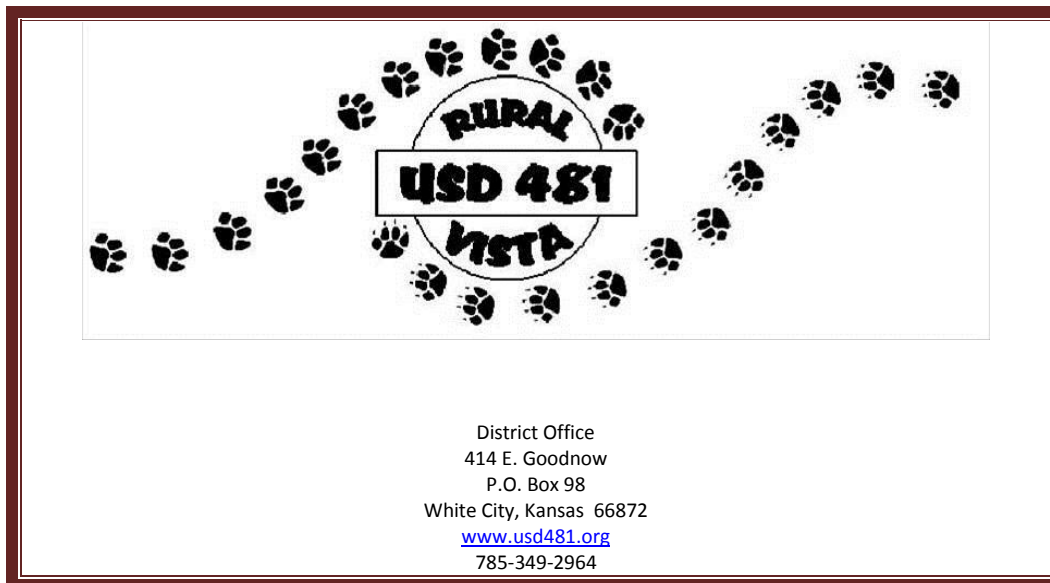 RURAL
USD 481
VISTA
District Office
414 E. Goodnow
P.O. Box 98
White City, Kansas  66872
www.usd481.org
785-349-2964